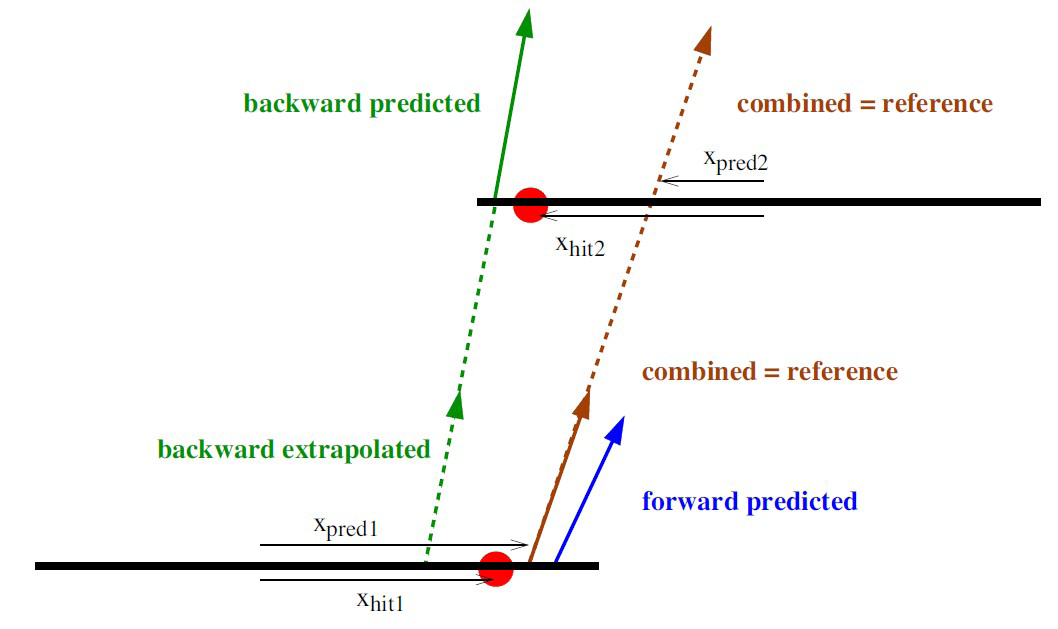 backward predicted
combined = reference
xpred2
xhit2
combined = reference
backward extrapolated
forward predicted
xpred1
xhit1